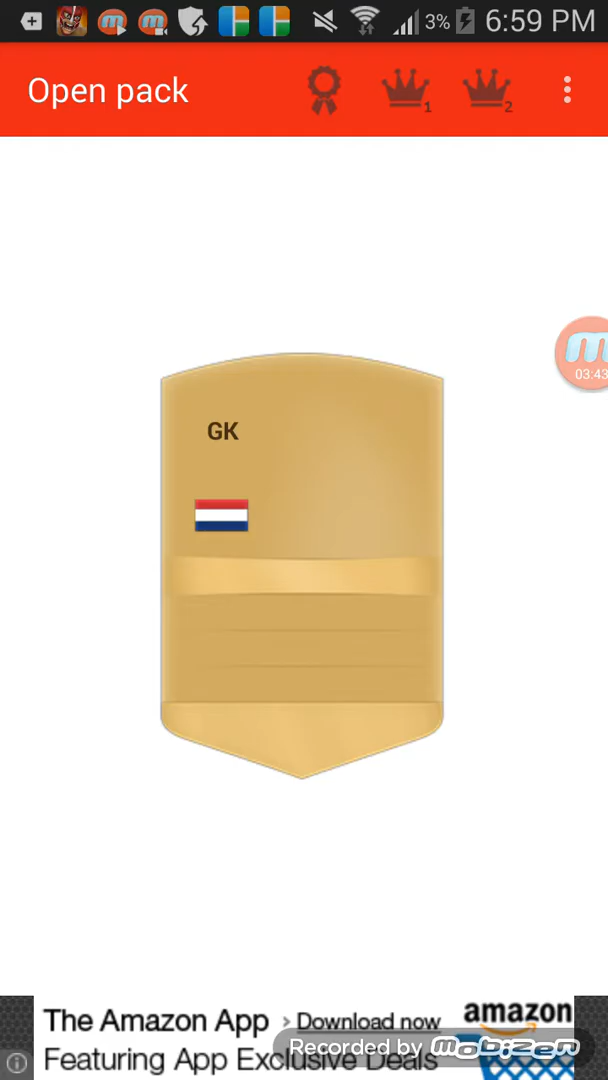 3% 6:59 PM
Open pack
1
2
03:43
GK
The Amazon App > Download now
Featuring App Exclusive Deals
amazon
Recorded by mobizen